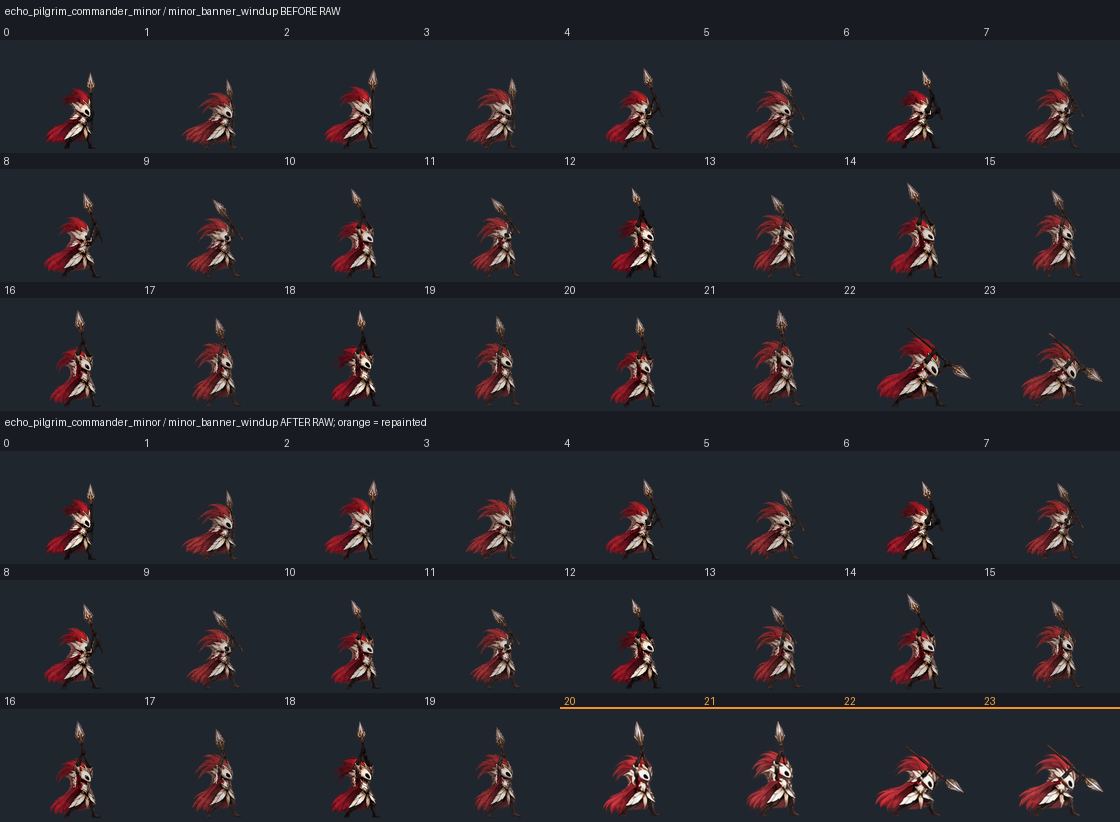 echo_pilgrim_commander_minor / minor_banner_windup BEFORE RAW
0 1 2 3 4 5 6 7
8 9 10 11 12 13 14 15
16 17 18 19 20 21 22 23
echo_pilgrim_commander_minor / minor_banner_windup AFTER RAW; orange = repainted
0 1 2 3 4 5 6 7
8 9 10 11 12 13 14 15
16 17 18 19 20 21 22 23